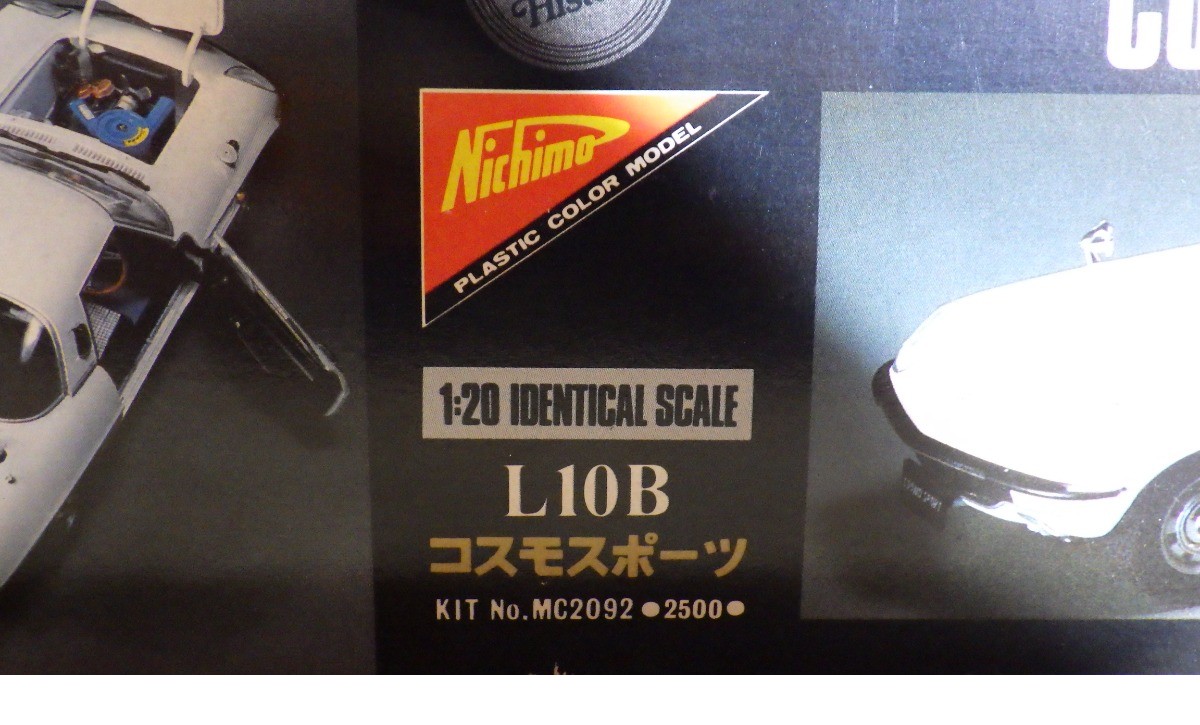 Nichimo
PLASTIC COLOR MODEL
1:20 IDENTICAL SCALE
L10B
コスモスポーツ
KIT No.MC2092 ●2500●